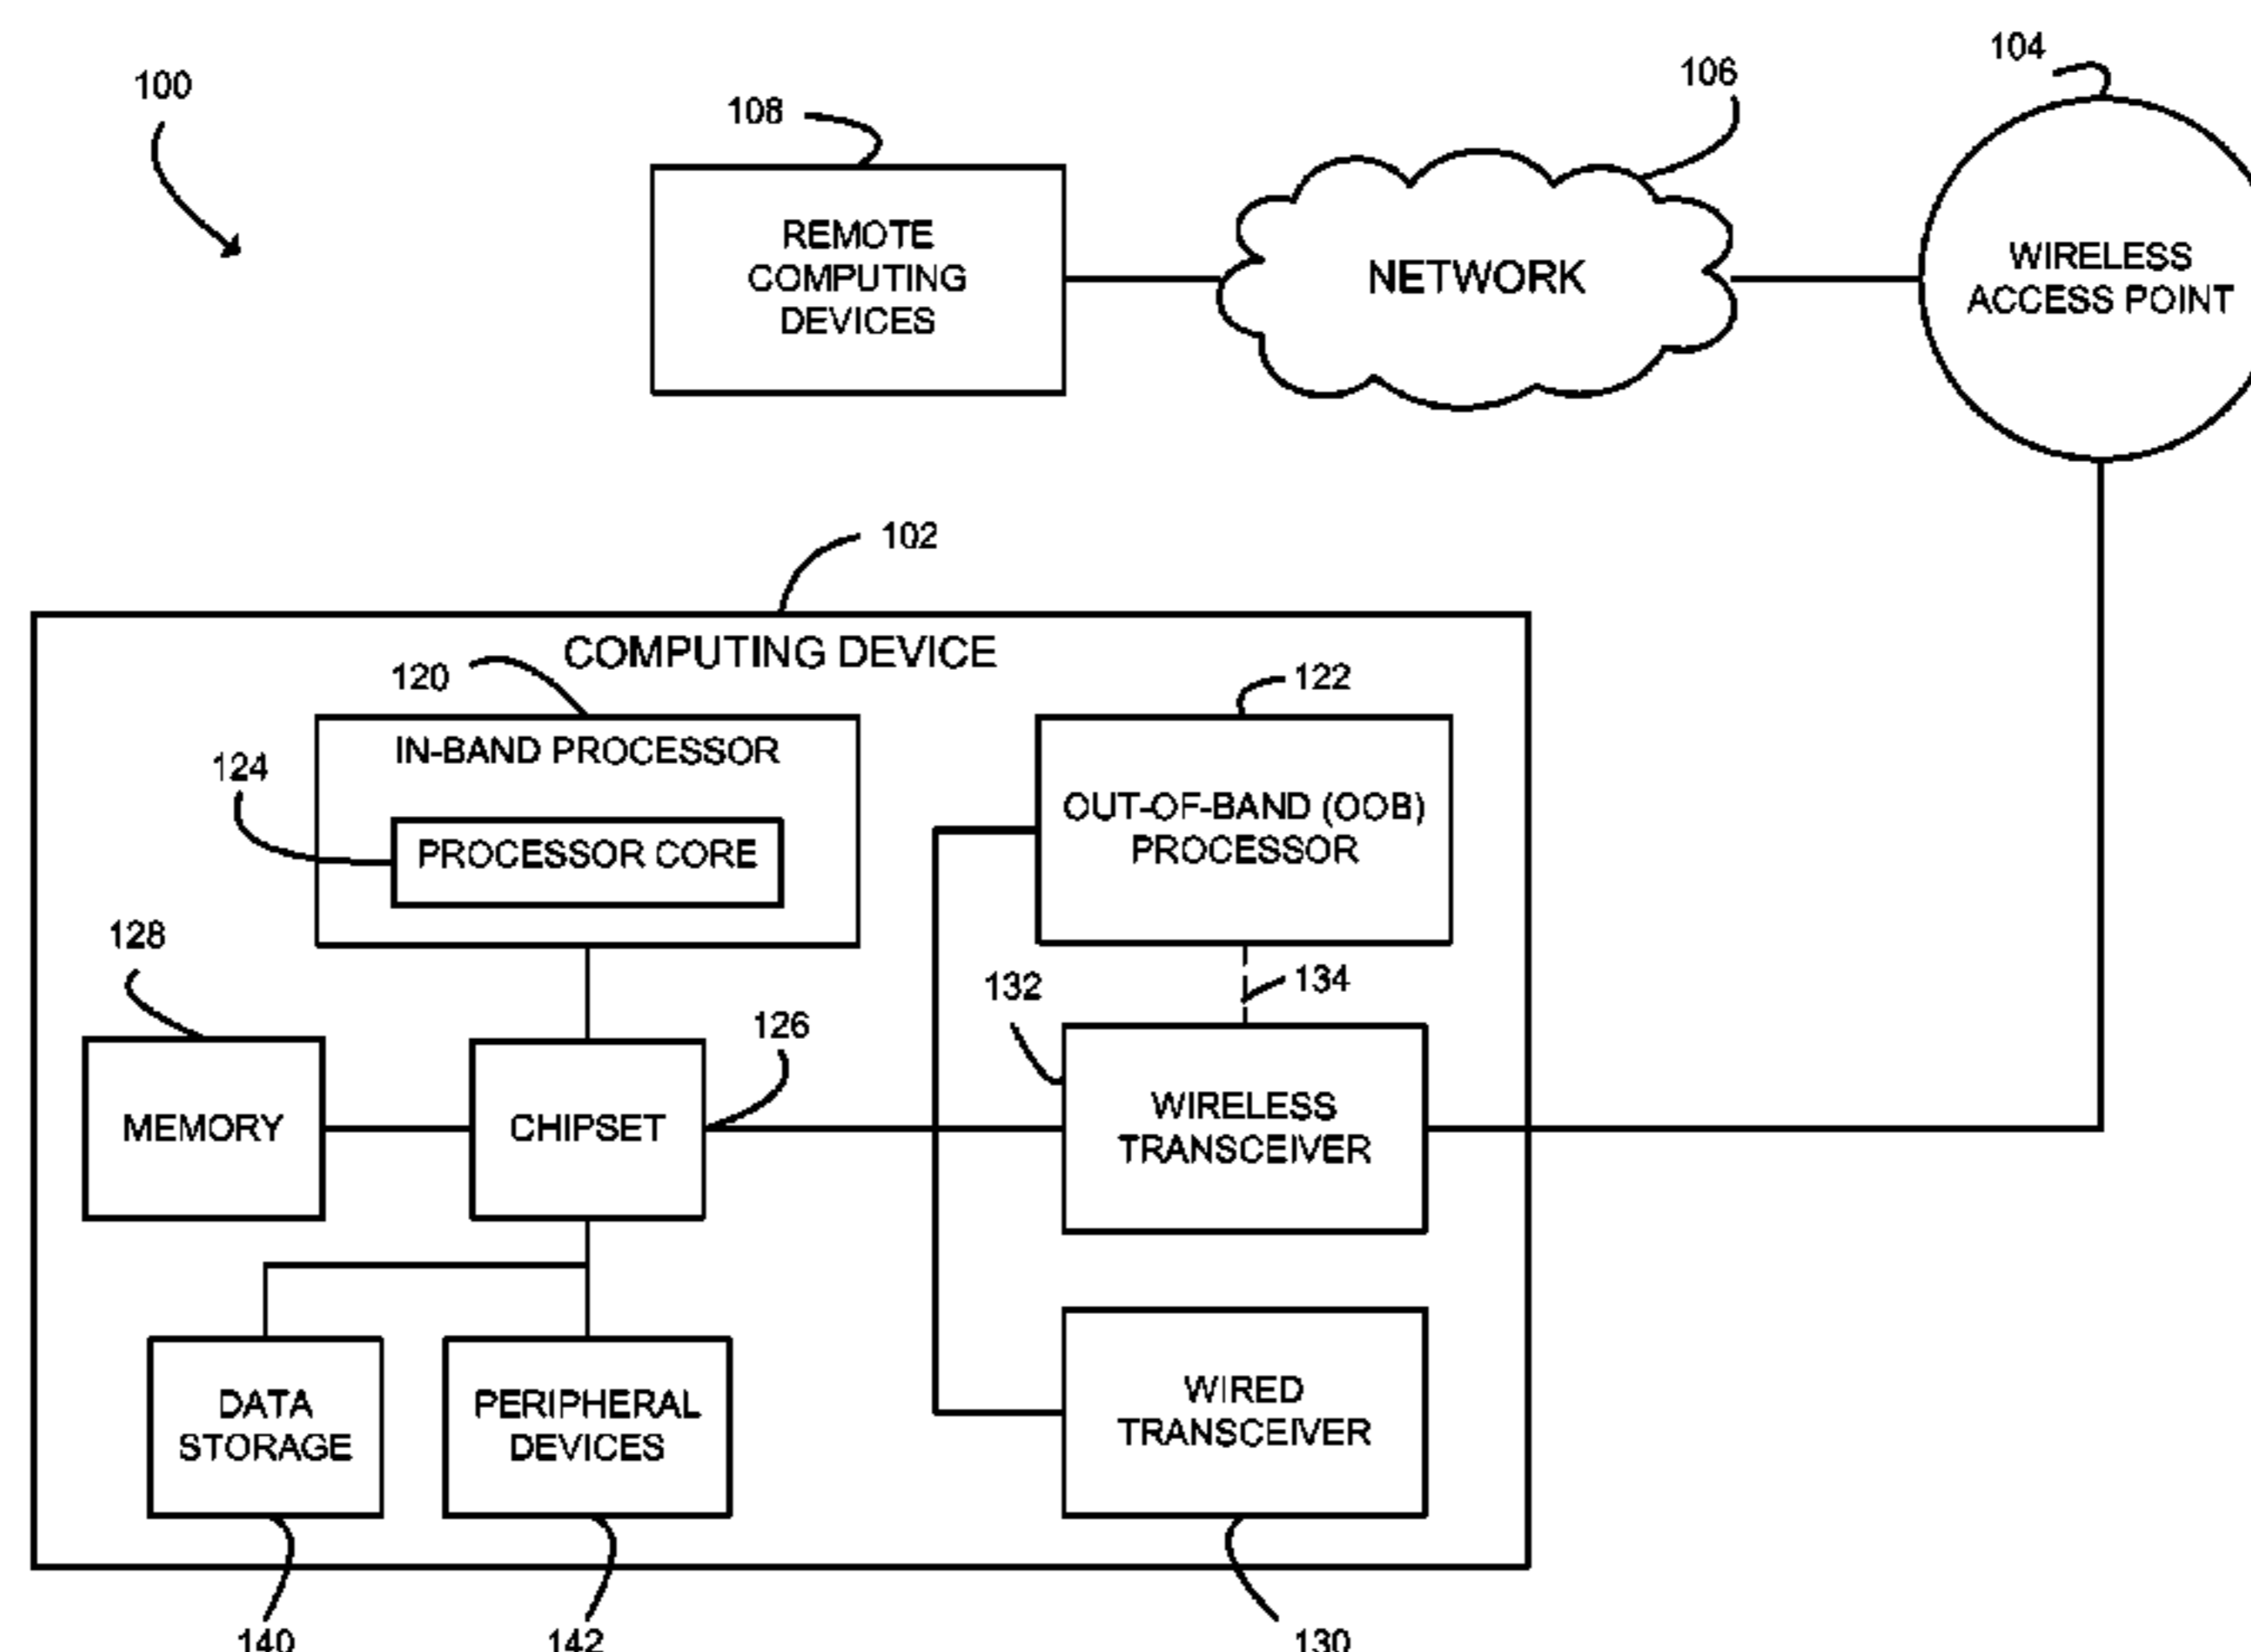 104
106
100
108
REMOTE
COMPUTING
DEVICES
NETWORK
WIRELESS
ACCESS POINT
102
COMPUTING DEVICE
120
122
IN-BAND PROCESSOR
124
OUT-OF-BAND (OOB)
PROCESSOR
PROCESSOR CORE
128
132
134
126
MEMORY
CHIPSET
WIRELESS
TRANSCEIVER
DATA
STORAGE
PERIPHERAL
DEVICES
WIRED
TRANSCEIVER
140
142
130